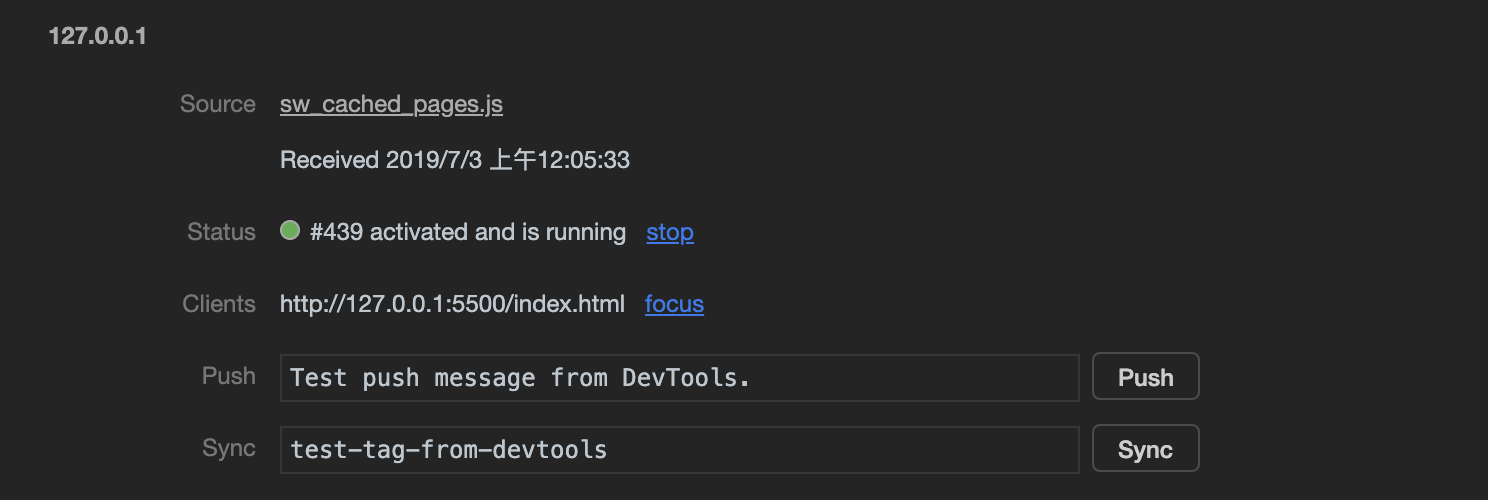 127.0.0.1
Source sw_cached_pages.js
Received 2019/7/3 上午12:05:33
Status #439 activated and is running stop
Clients http://127.0.0.1:5500/index.html focus
Push Test push message from DevTools. Push
Sync test-tag-from-devtools Sync